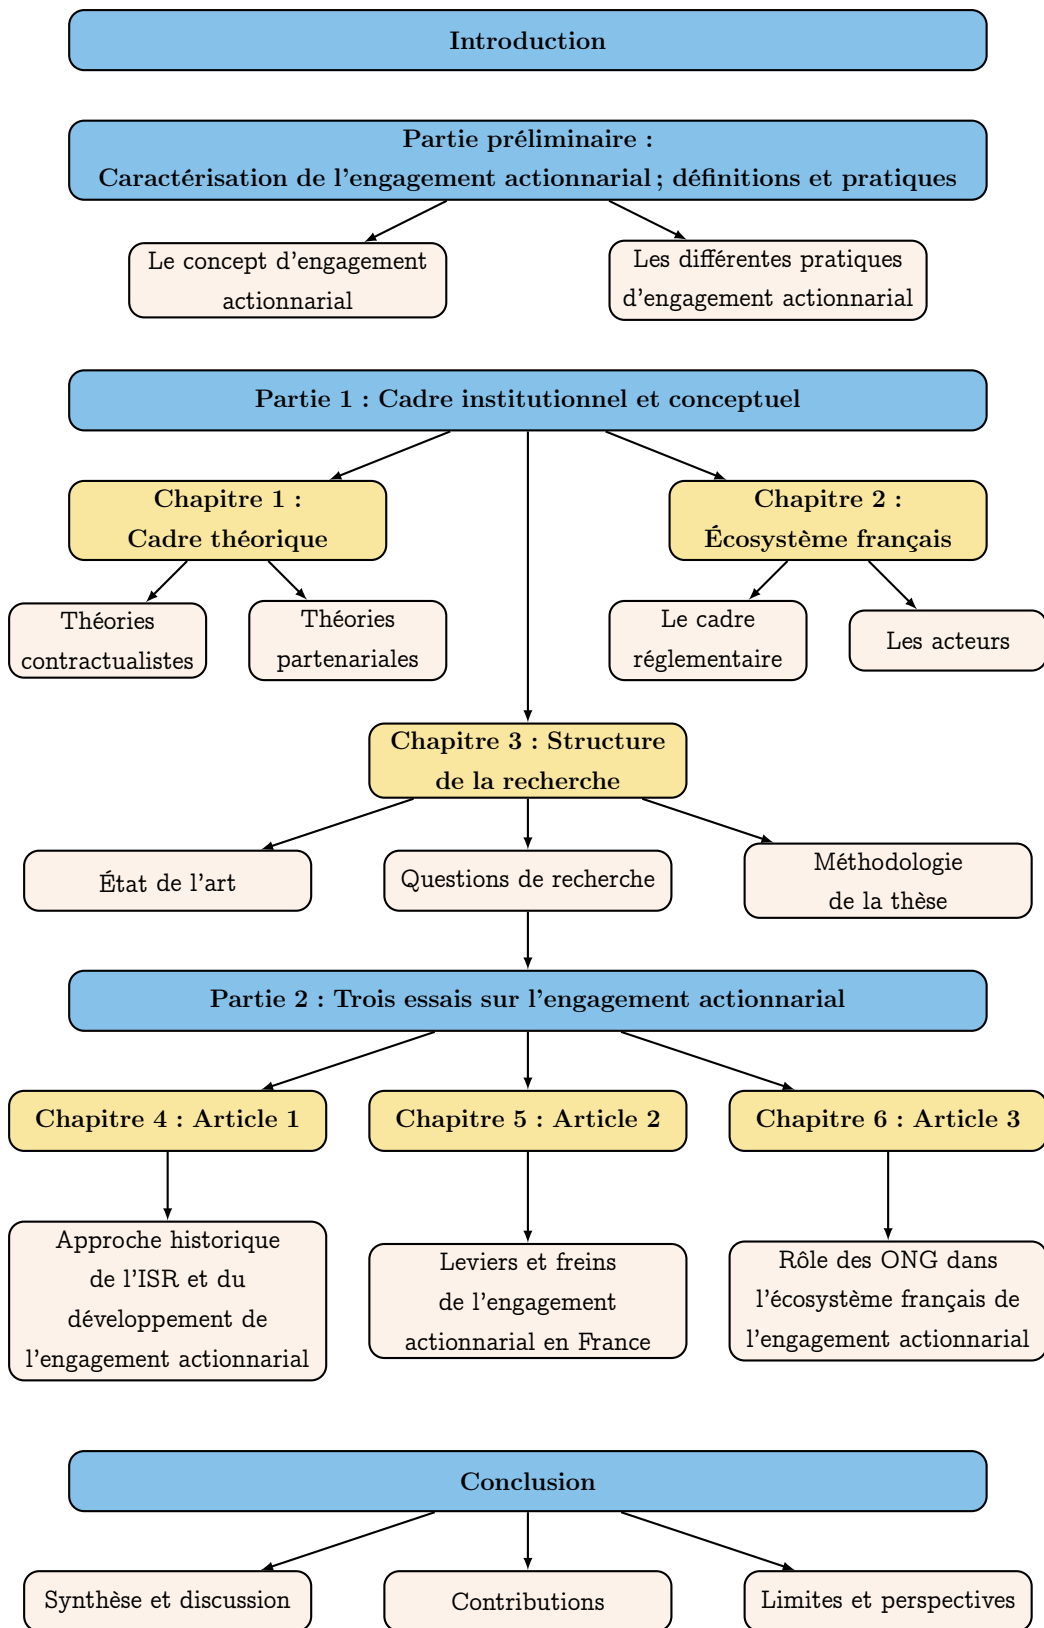 Introduction
Partie préliminaire :
Caractérisation de l'engagement actionnarial ; définitions et pratiques
Le concept d'engagement
actionnarial
Les différentes pratiques
d'engagement actionnarial
Partie 1 : Cadre institutionnel et conceptuel
Chapitre 1 :
Cadre théorique
Chapitre 2 :
Écosystème français
Théories
contractualistes
Théories
partenariales
Le cadre
réglementaire
Les acteurs
Chapitre 3 : Structure
de la recherche
État de l'art
Questions de recherche
Méthodologie
de la thèse
Partie 2 : Trois essais sur l'engagement actionnarial
Chapitre 4 : Article 1
Chapitre 5 : Article 2
Chapitre 6 : Article 3
Approche historique
de l'ISR et du
développement de
l'engagement actionnarial
Leviers et freins
de l'engagement
actionnarial en France
Rôle des ONG dans
l'écosystème français de
l'engagement actionnarial
Conclusion
Synthèse et discussion
Contributions
Limites et perspectives